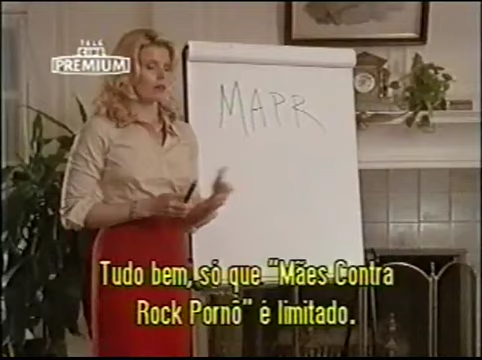 TELE
CINE
PREMIUM
MAPR
Tudo bem, só que "Mães Contra
Rock Pornô" é limitado.